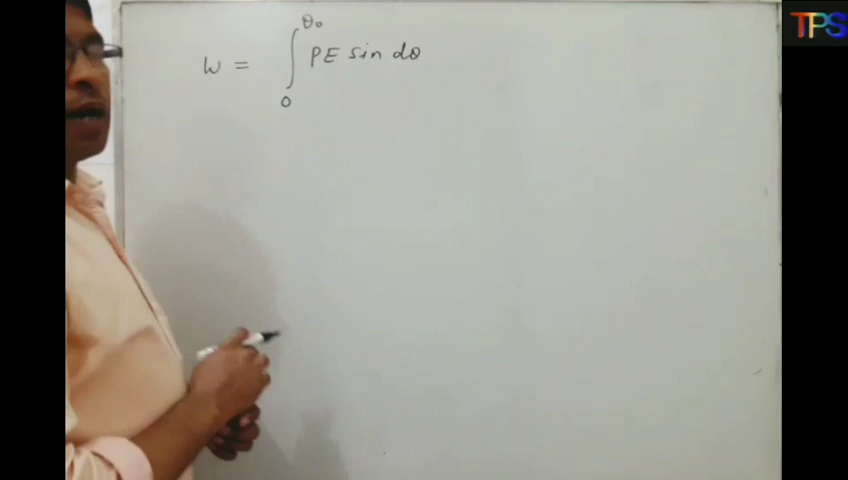 W = ∫₀^θ₀ PE sin dθ
TPS